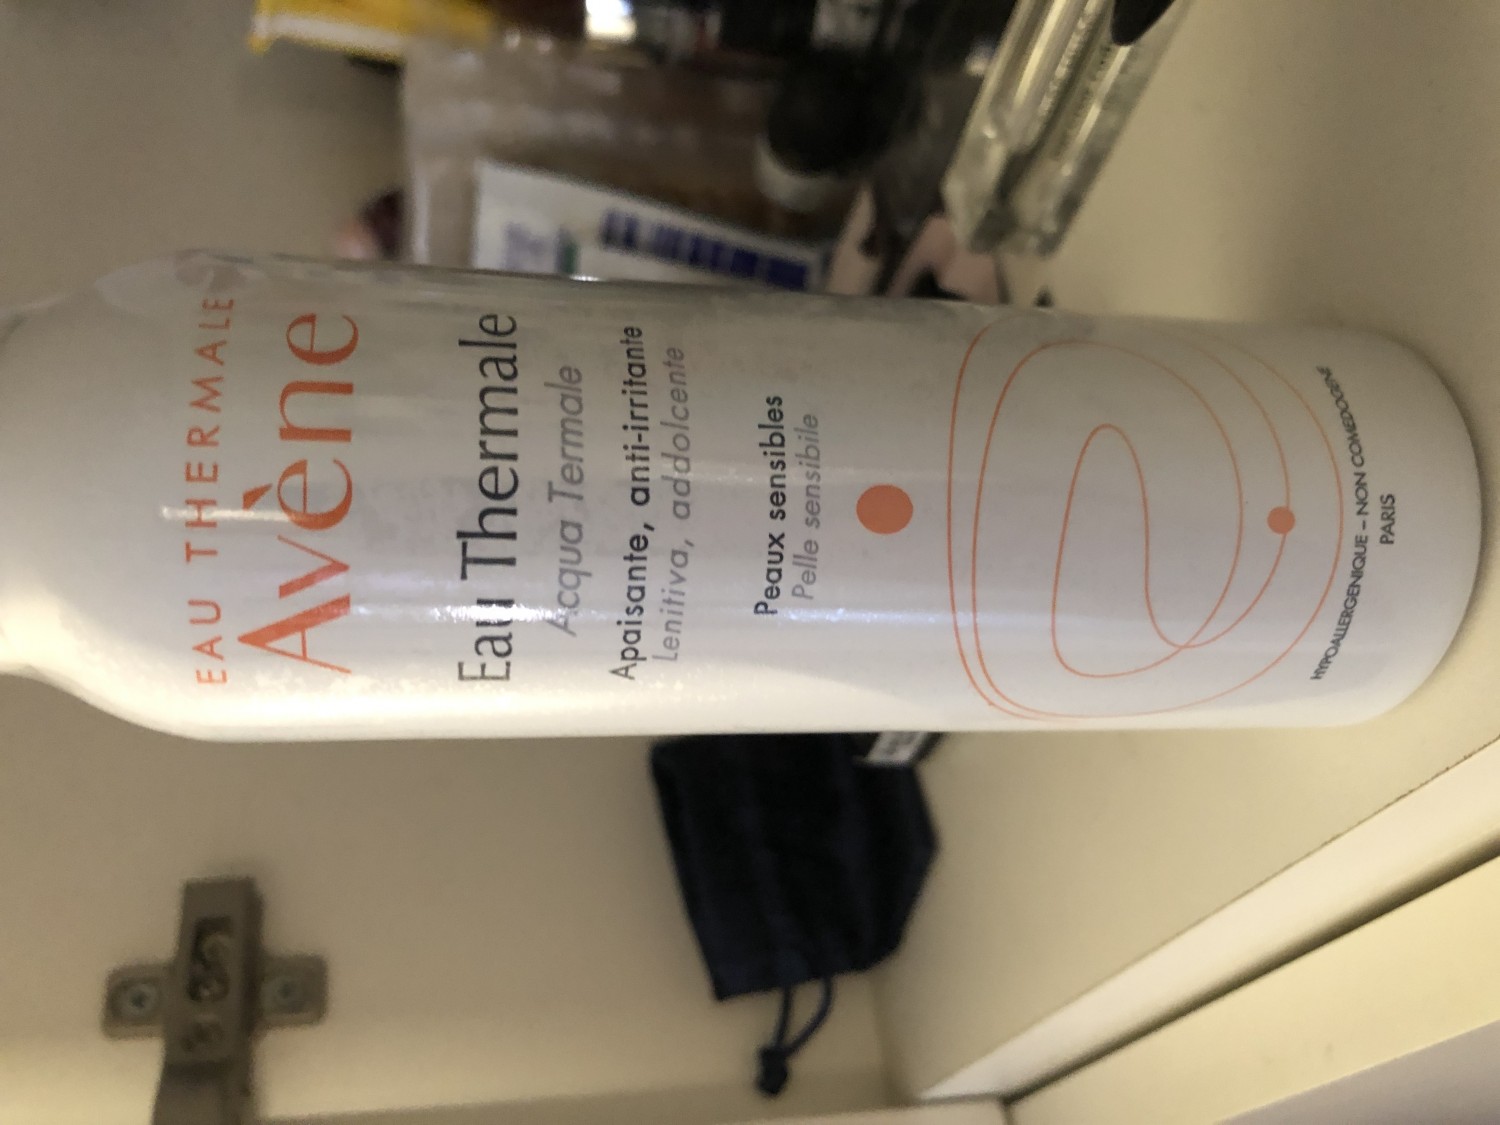 EAU THERMALE
Avène
Eau Thermale
Acqua Termale
Apaisante, anti-irritante
Lenitiva, addolcente
Peaux sensibles
Pelle sensibile
HYPOALLERGENIQUE – NON COMEDOGENE
PARIS